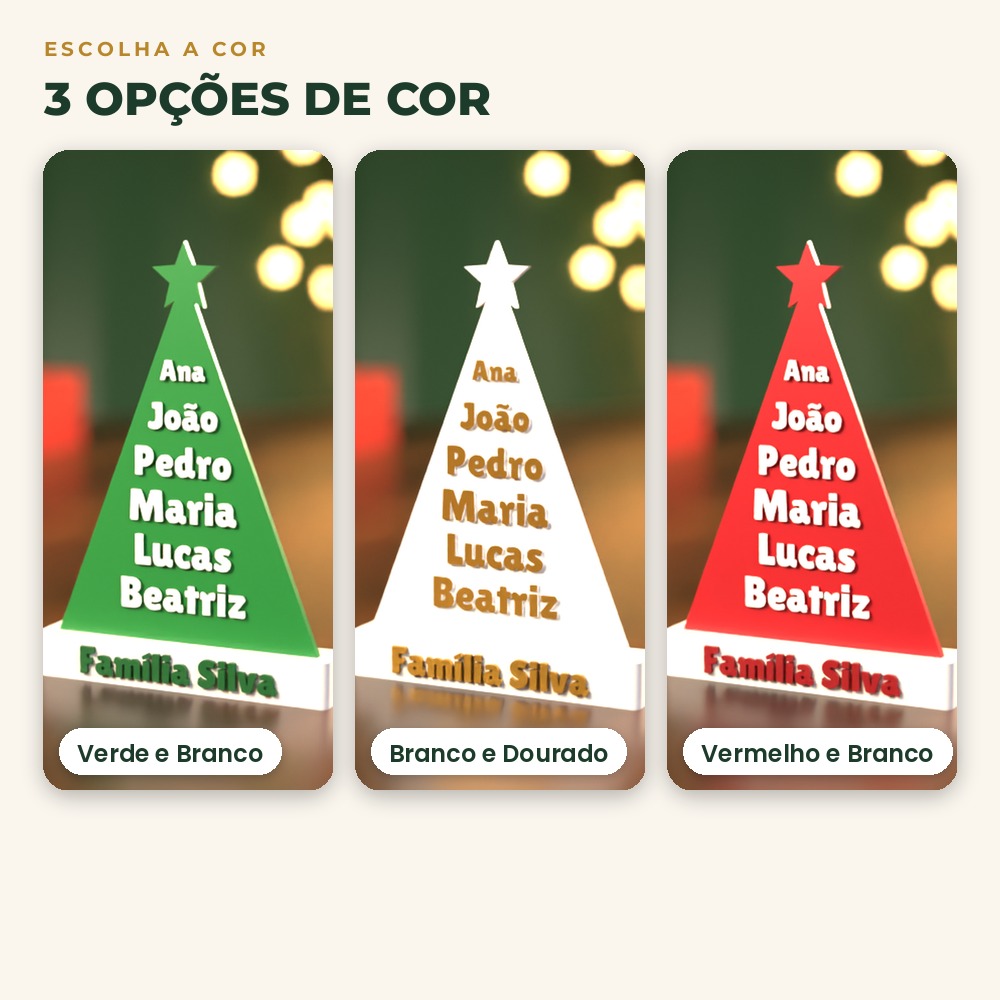 ESCOLHA A COR
3 OPÇÕES DE COR
Ana
João
Pedro
Maria
Lucas
Beatriz
Família Silva
Verde e Branco
Ana
João
Pedro
Maria
Lucas
Beatriz
Família Silva
Branco e Dourado
Ana
João
Pedro
Maria
Lucas
Beatriz
Família Silva
Vermelho e Branco